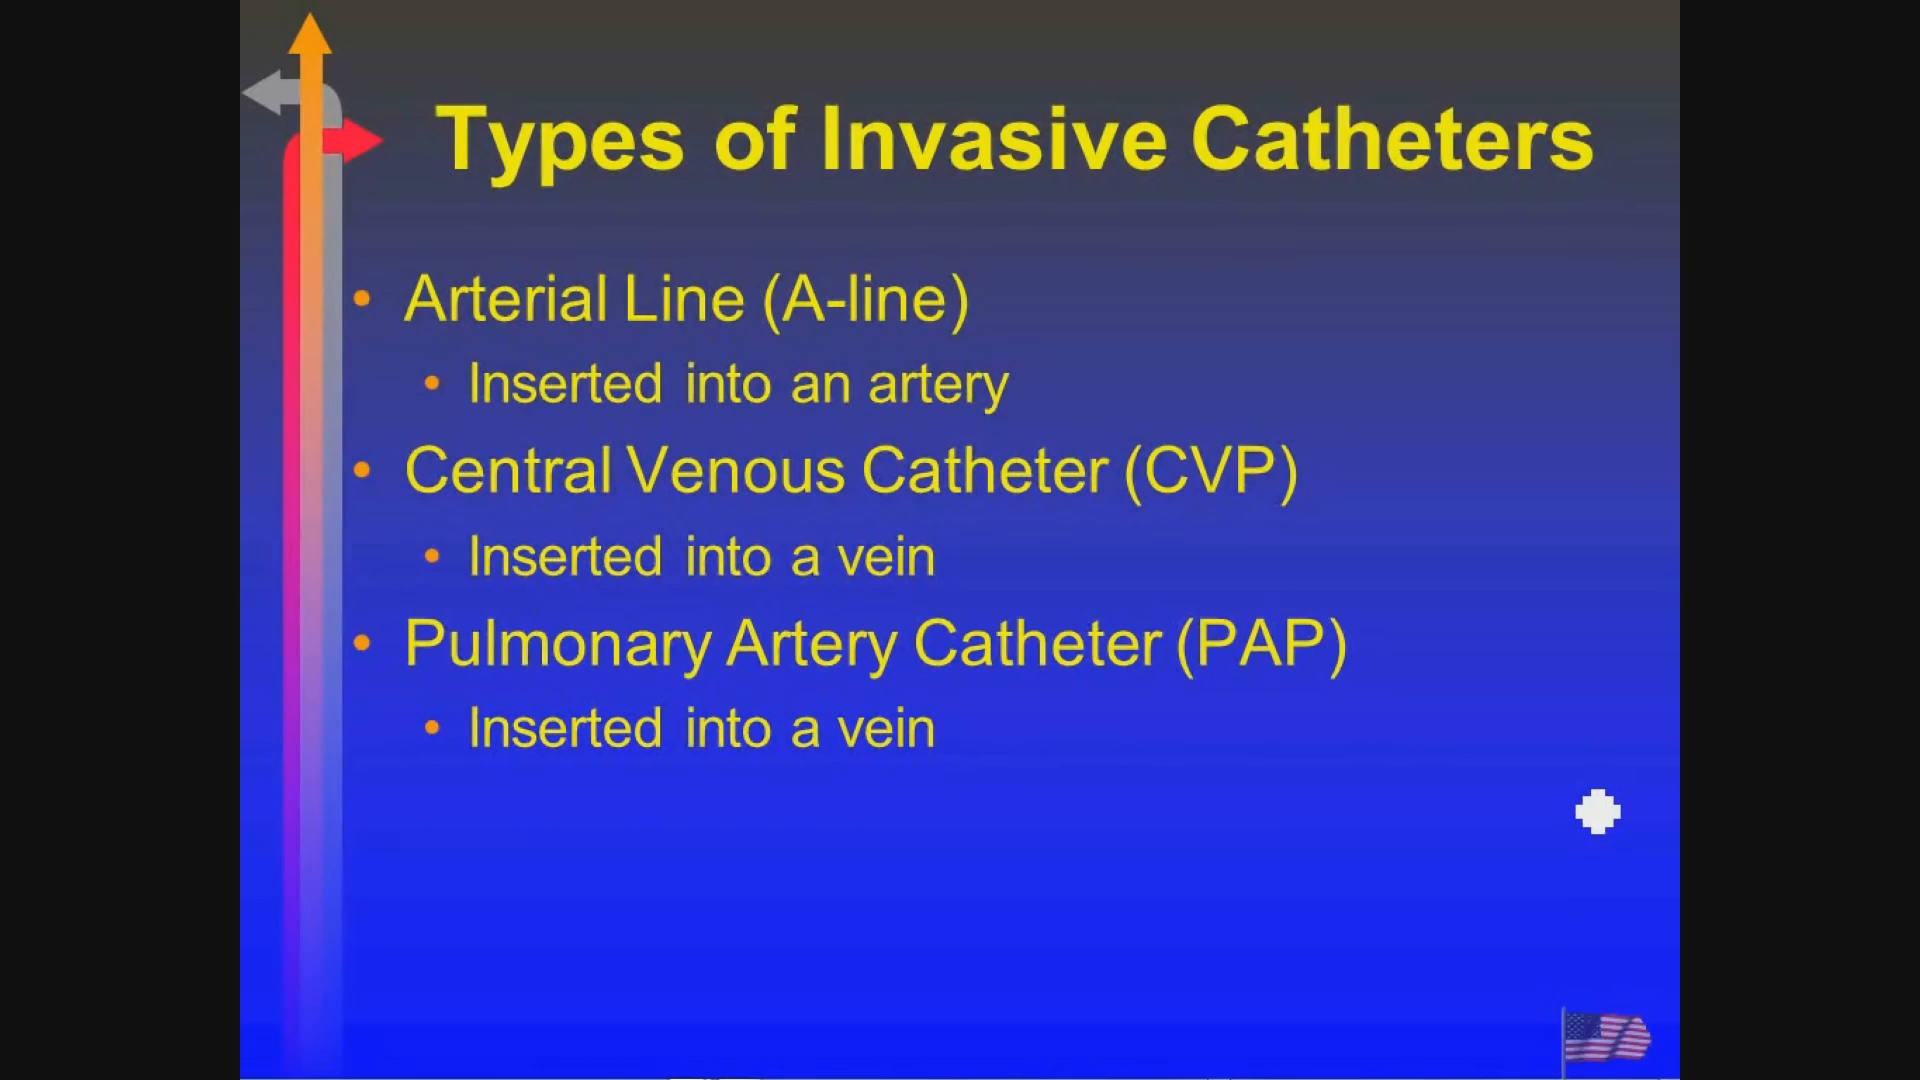 Types of Invasive Catheters
• Arterial Line (A-line)
• Inserted into an artery
• Central Venous Catheter (CVP)
• Inserted into a vein
• Pulmonary Artery Catheter (PAP)
• Inserted into a vein